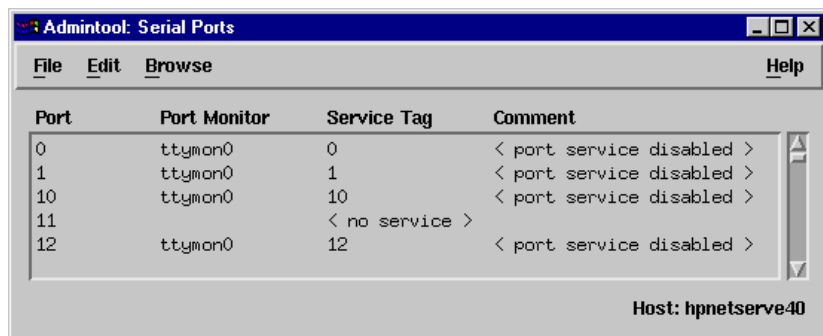 Admintool: Serial Ports
File Edit Browse Help
Port Port Monitor Service Tag Comment
0 ttymon0 0 < port service disabled >
1 ttymon0 1 < port service disabled >
10 ttymon0 10 < port service disabled >
11 < no service >
12 ttymon0 12 < port service disabled >
Host: hpnetserve40